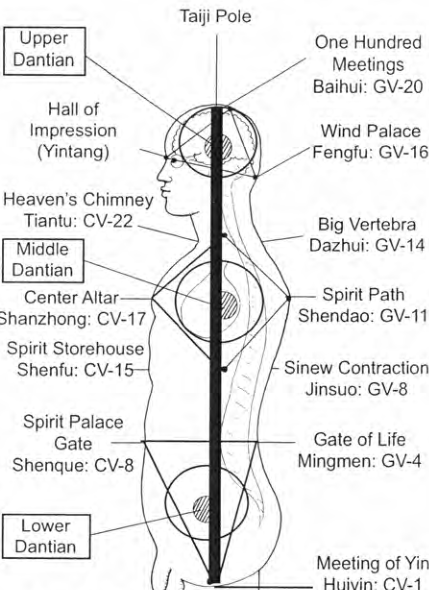 Taiji Pole
Upper
Dantian
One Hundred
Meetings
Baihui: GV-20
Hall of
Impression
(Yintang)
Wind Palace
Fengfu: GV-16
Heaven's Chimney
Tiantu: CV-22
Big Vertebra
Dazhui: GV-14
Middle
Dantian
Center Altar
Shanzhong: CV-17
Spirit Path
Shendao: GV-11
Spirit Storehouse
Shenfu: CV-15
Sinew Contraction
Jinsuo: GV-8
Spirit Palace
Gate
Shenque: CV-8
Gate of Life
Mingmen: GV-4
Lower
Dantian
Meeting of Yin
Huiyin: CV-1